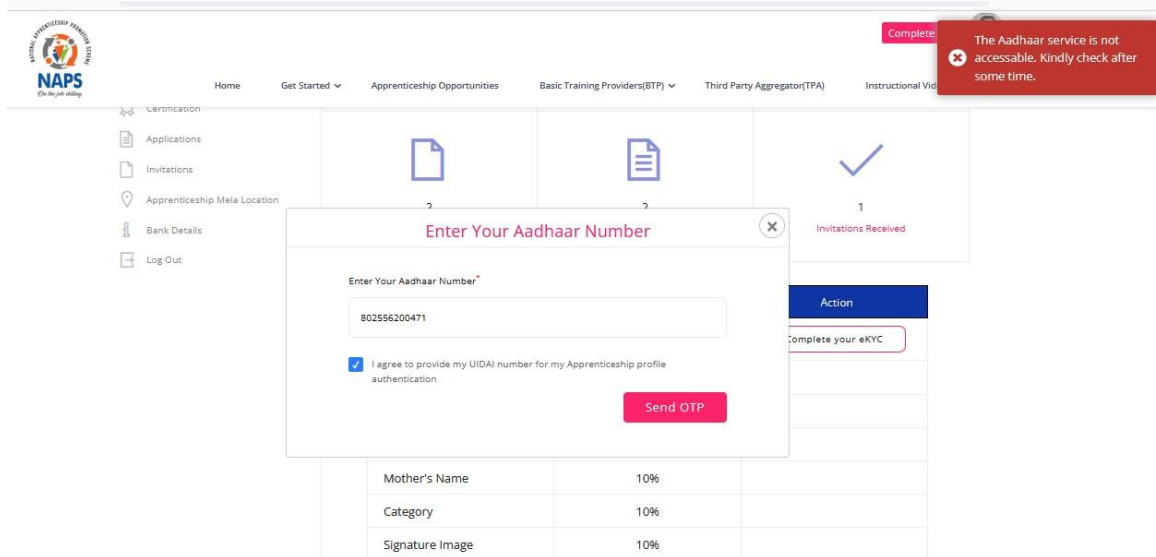 NATIONAL APPRENTICESHIP PROMOTION SCHEME
NAPS
On the job skilling
Complete
The Aadhaar service is not
accessable. Kindly check after
some time.
Home Get Started Apprenticeship Opportunities Basic Training Providers(BTP) Third Party Aggregator(TPA) Instructional Vid
Certification
Applications
Invitations
Apprenticeship Mela Location
Bank Details
Log Out
2 2 1
Invitations Received
Enter Your Aadhaar Number
Enter Your Aadhaar Number*
802556200471
I agree to provide my UIDAI number for my Apprenticeship profile
authentication
Send OTP
Action
Complete your eKYC
Mother's Name 10%
Category 10%
Signature Image 10%